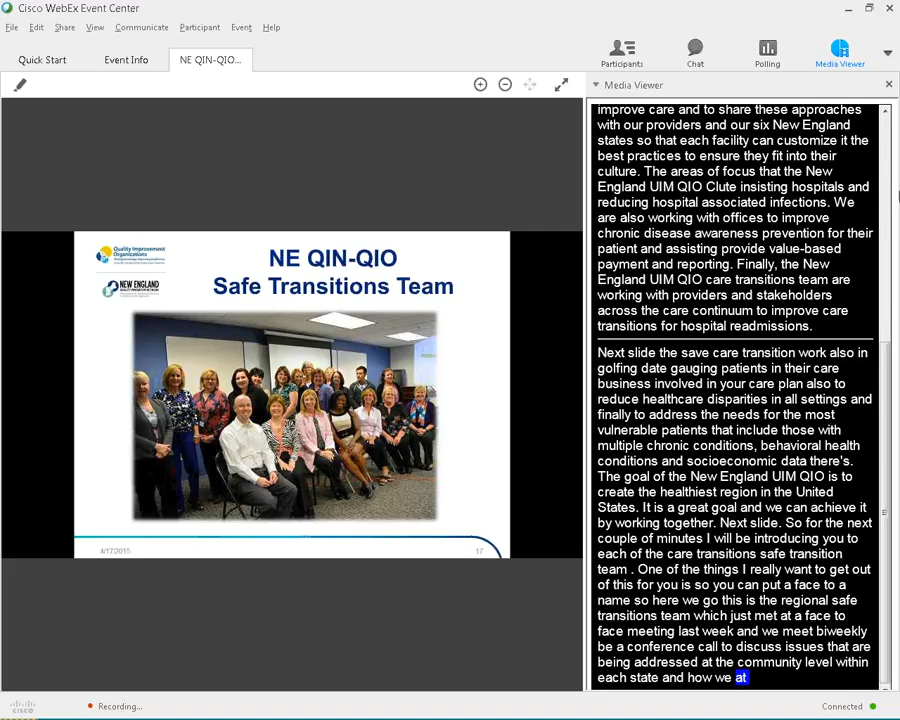 Cisco WebEx Event Center
File Edit Share View Communicate Participant Event Help
Quick Start Event Info NE QIN-QIO...
Participants Chat Polling Media Viewer
Media Viewer
Quality Improvement
Organizations
NEW ENGLAND
NE QIN-QIO
Safe Transitions Team
4/17/2015 17
improve care and to share these approaches
with our providers and our six New England
states so that each facility can customize it the
best practices to ensure they fit into their
culture. The areas of focus that the New
England UIM QIO Clute insisting hospitals and
reducing hospital associated infections. We
are also working with offices to improve
chronic disease awareness prevention for their
patient and assisting provide value-based
payment and reporting. Finally, the New
England UIM QIO care transitions team are
working with providers and stakeholders
across the care continuum to improve care
transitions for hospital readmissions.
Next slide the save care transition work also in
golfing date gauging patients in their care
business involved in your care plan also to
reduce healthcare disparities in all settings and
finally to address the needs for the most
vulnerable patients that include those with
multiple chronic conditions, behavioral health
conditions and socioeconomic data there's.
The goal of the New England UIM QIO is to
create the healthiest region in the United
States. It is a great goal and we can achieve it
by working together. Next slide. So for the next
couple of minutes I will be introducing you to
each of the care transitions safe transition
team . One of the things I really want to get out
of this for you is so you can put a face to a
name so here we go this is the regional safe
transitions team which just met at a face to
face meeting last week and we meet biweekly
be a conference call to discuss issues that are
being addressed at the community level within
each state and how we at
cisco
Recording...
Connected